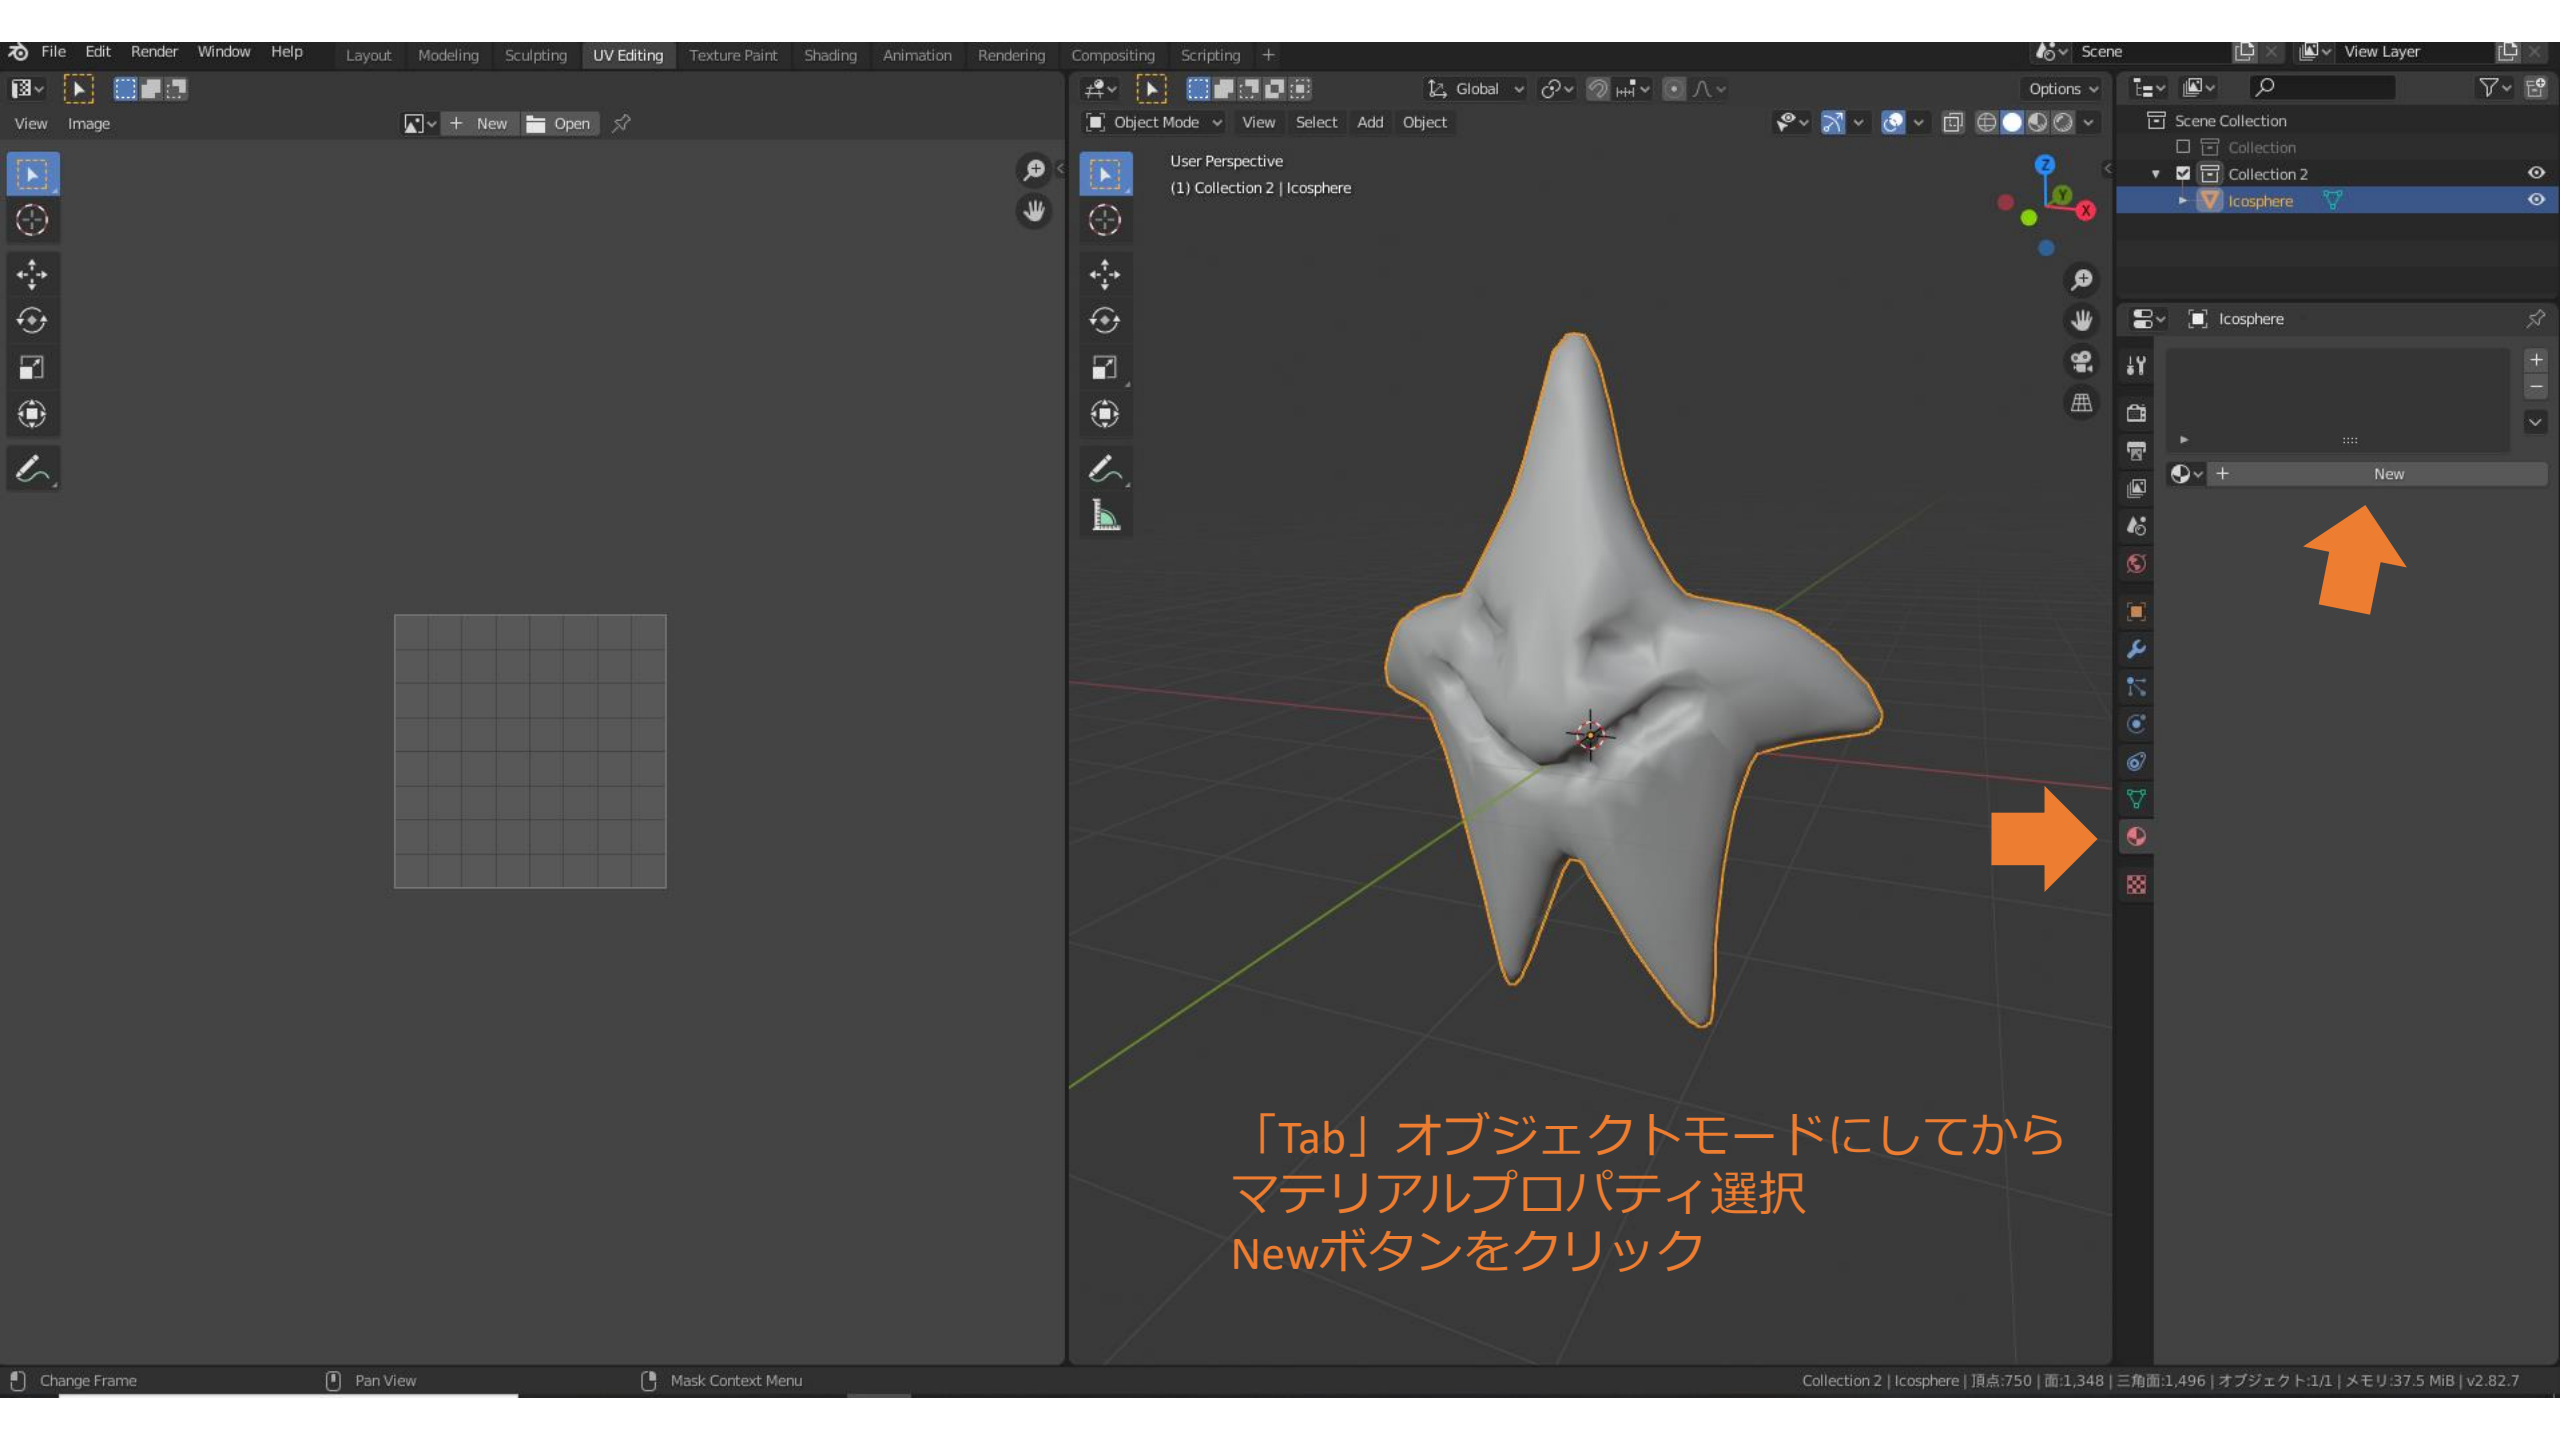 File Edit Render Window Help Layout Modeling Sculpting UV Editing Texture Paint Shading Animation Rendering Compositing Scripting + Scene View Layer
Global Options
View Image + New Open
Object Mode View Select Add Object
User Perspective
(1) Collection 2 | Icosphere
Z
Y
X
Scene Collection
Collection
Collection 2
Icosphere
Icosphere
+ New
「Tab」オブジェクトモードにしてから
マテリアルプロパティ選択
Newボタンをクリック
Change Frame Pan View Mask Context Menu Collection 2 | Icosphere | 頂点:750 | 面:1,348 | 三角面:1,496 | オブジェクト:1/1 | メモリ:37.5 MiB | v2.82.7